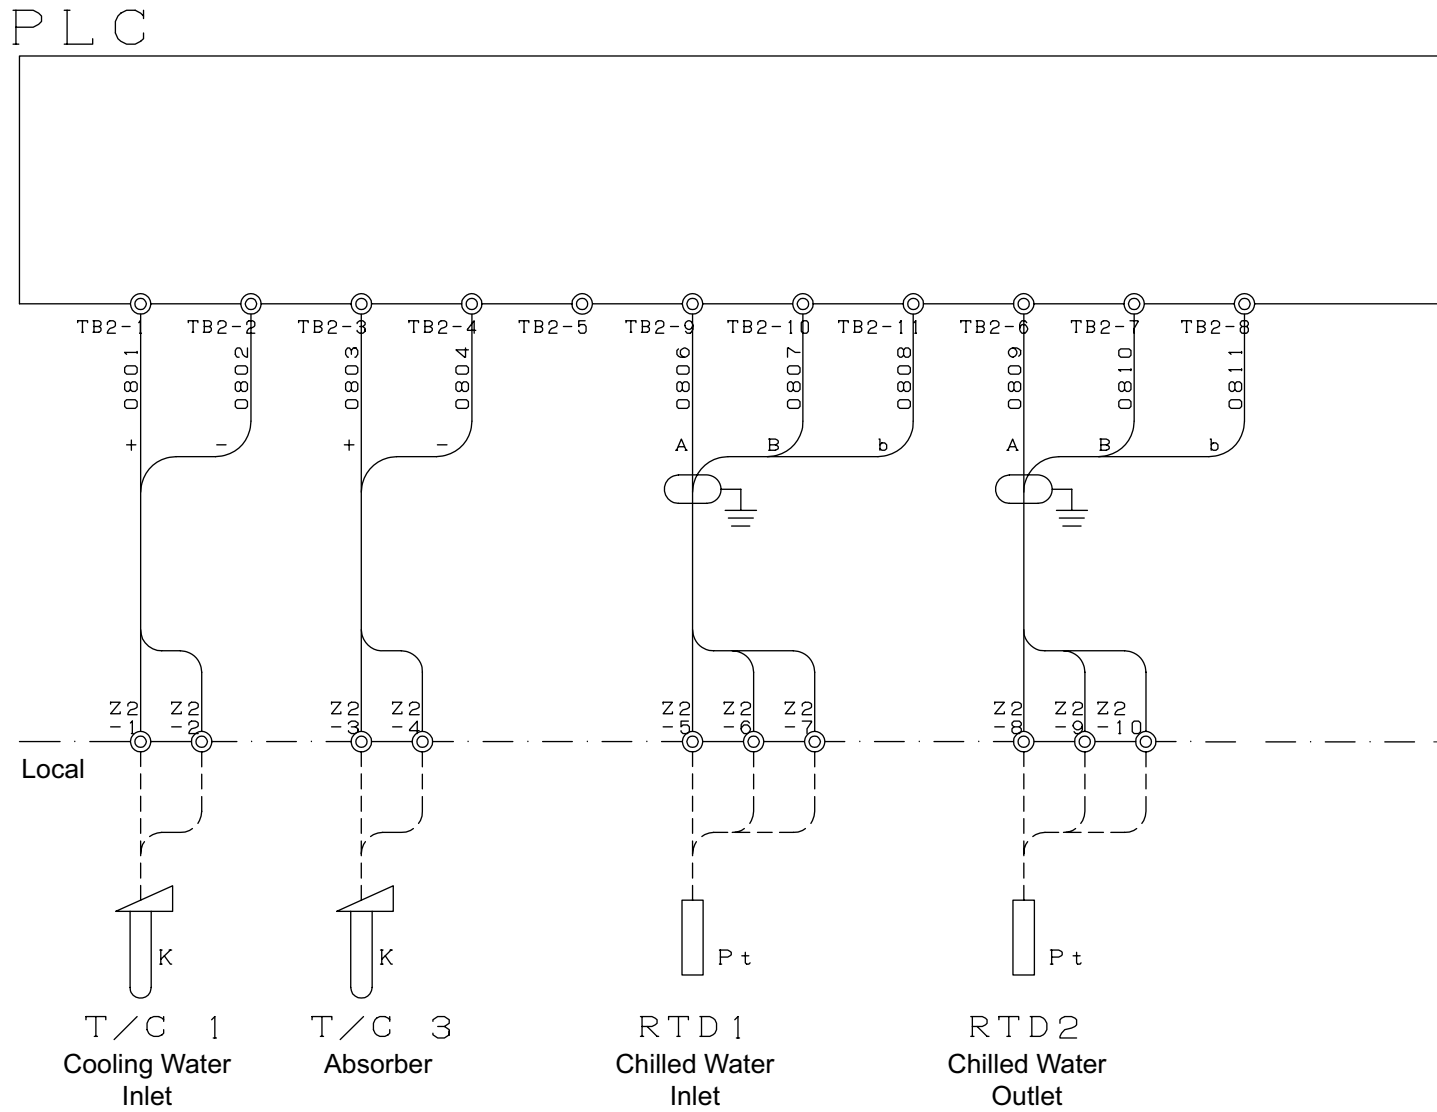 PLC
TB2-1 TB2-2 TB2-3 TB2-4 TB2-5 TB2-9 TB2-10 TB2-11 TB2-6 TB2-7 TB2-8
0801 0802 0803 0804 0806 0807 0808 0809 0810 0811
+ - + - A B b A B b
Z2 Z2 Z2 Z2 Z2 Z2 Z2 Z2 Z2 Z2
-1 -2 -3 -4 -5 -6 -7 -8 -9 -10
Local
K K Pt Pt
T/C 1 T/C 3 RTD1 RTD2
Cooling Water Absorber Chilled Water Chilled Water
Inlet Inlet Outlet